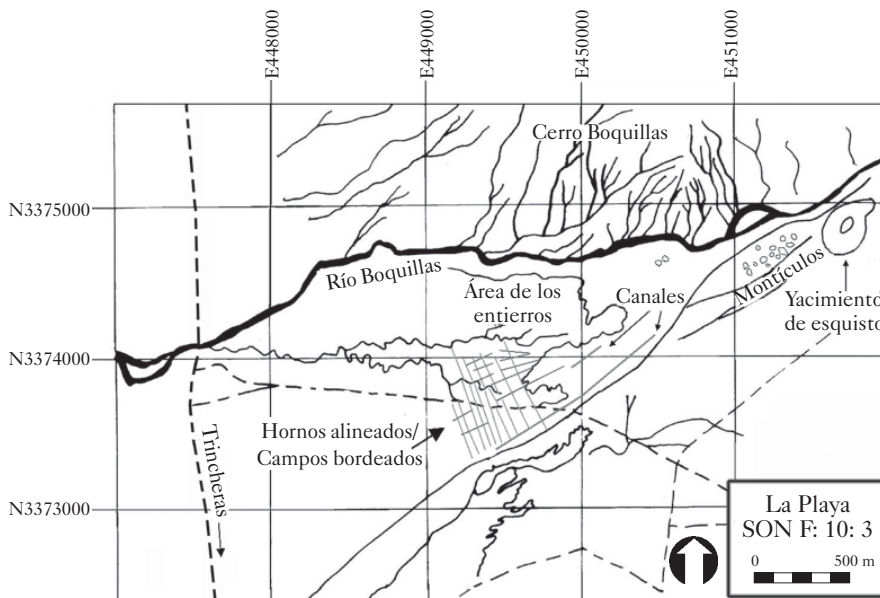 E448000
E449000
E450000
E451000
Cerro Boquillas
N3375000
Río Boquillas
Área de los
entierros
Canales
Montículos
Yacimiento
de esquisto
N3374000
Hornos alineados/
Campos bordeados
Trincheras
N3373000
La Playa
SON F: 10: 3
0 500 m